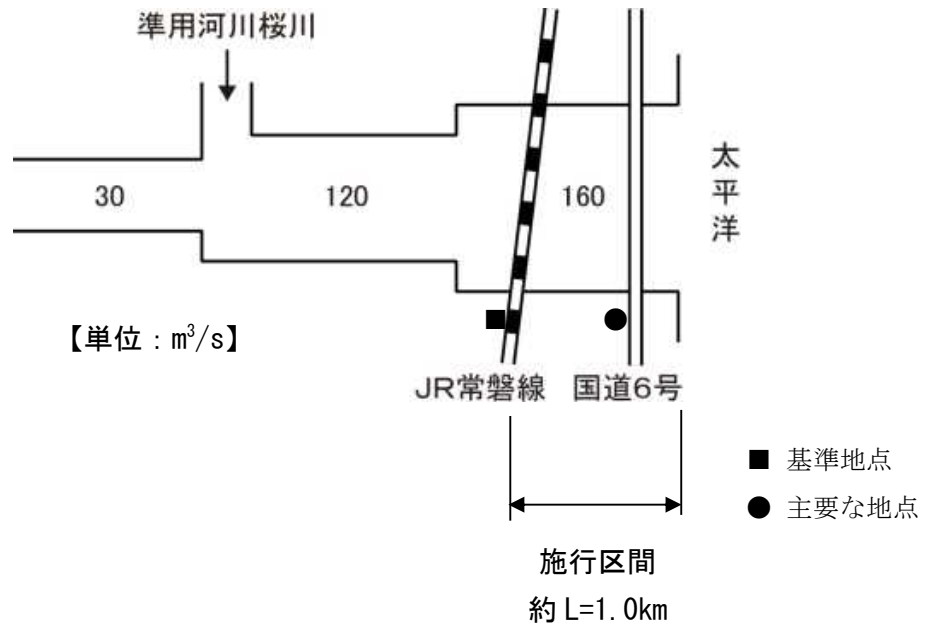 準用河川桜川
30
120
160
太平洋
【単位：m³/s】
JR常磐線
国道6号
■ 基準地点
● 主要な地点
施行区間
約 L=1.0km